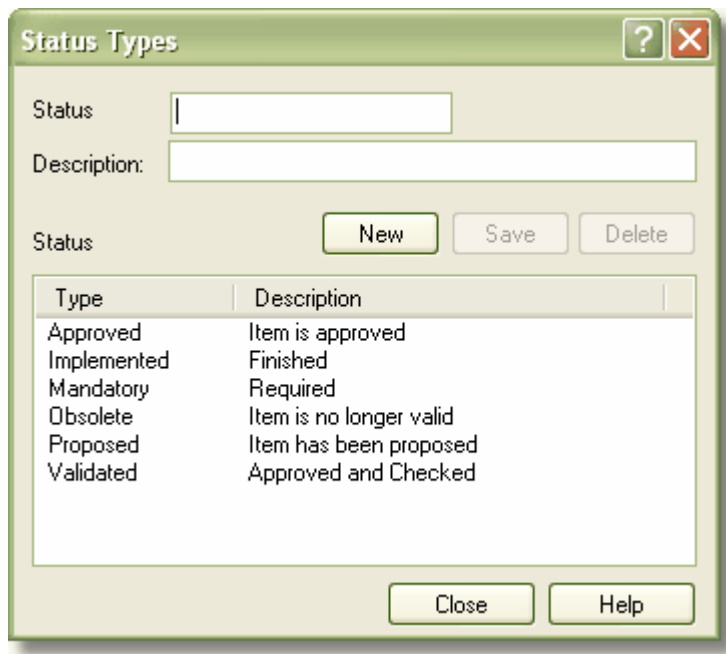 Status Types
Status
Description:
New Save Delete
Status
Type Description
Approved Item is approved
Implemented Finished
Mandatory Required
Obsolete Item is no longer valid
Proposed Item has been proposed
Validated Approved and Checked
Close Help